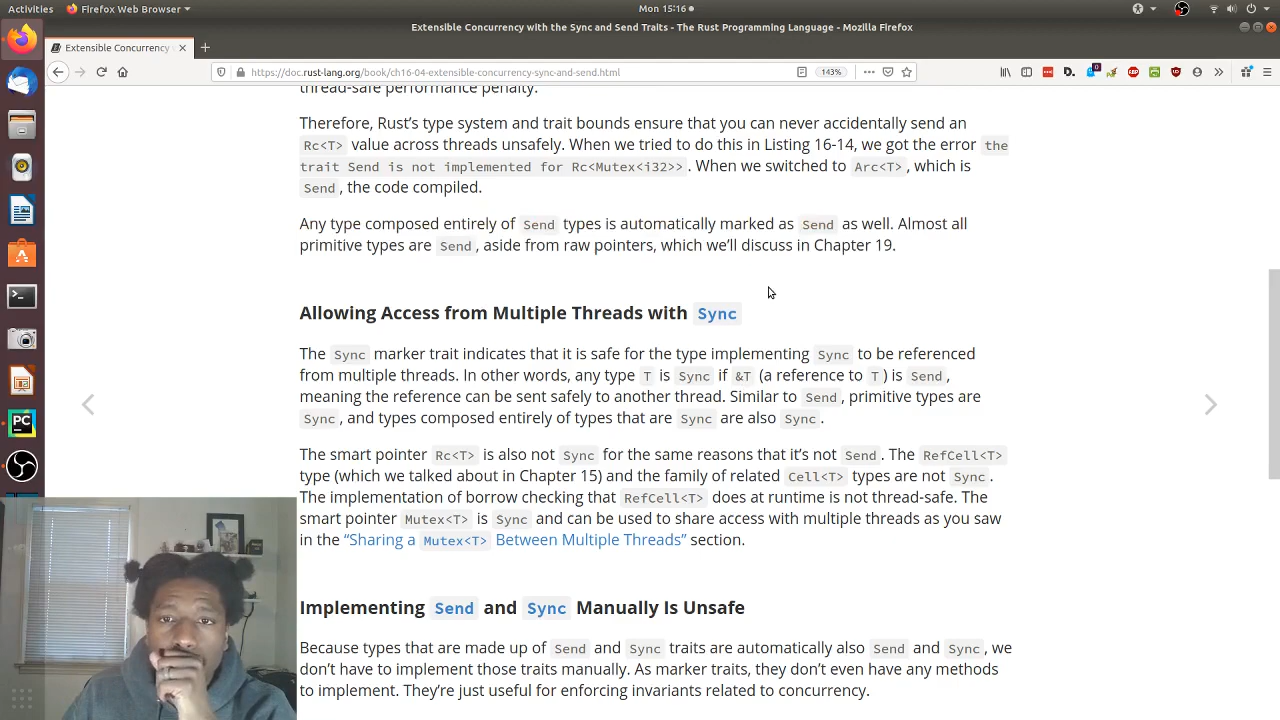 Activities Firefox Web Browser Mon 15:16
Extensible Concurrency with the Sync and Send Traits - The Rust Programming Language - Mozilla Firefox
Extensible Concurrency
https://doc.rust-lang.org/book/ch16-04-extensible-concurrency-sync-and-send.html 143%
thread-safe performance penalty.
Therefore, Rust’s type system and trait bounds ensure that you can never accidentally send an
Rc<T> value across threads unsafely. When we tried to do this in Listing 16-14, we got the error the
trait Send is not implemented for Rc<Mutex<i32>>. When we switched to Arc<T>, which is
Send, the code compiled.
Any type composed entirely of Send types is automatically marked as Send as well. Almost all
primitive types are Send, aside from raw pointers, which we’ll discuss in Chapter 19.
Allowing Access from Multiple Threads with Sync
The Sync marker trait indicates that it is safe for the type implementing Sync to be referenced
from multiple threads. In other words, any type T is Sync if &T (a reference to T) is Send,
meaning the reference can be sent safely to another thread. Similar to Send, primitive types are
Sync, and types composed entirely of types that are Sync are also Sync.
The smart pointer Rc<T> is also not Sync for the same reasons that it’s not Send. The RefCell<T>
type (which we talked about in Chapter 15) and the family of related Cell<T> types are not Sync.
The implementation of borrow checking that RefCell<T> does at runtime is not thread-safe. The
smart pointer Mutex<T> is Sync and can be used to share access with multiple threads as you saw
in the “Sharing a Mutex<T> Between Multiple Threads” section.
Implementing Send and Sync Manually Is Unsafe
Because types that are made up of Send and Sync traits are automatically also Send and Sync, we
don’t have to implement those traits manually. As marker traits, they don’t even have any methods
to implement. They’re just useful for enforcing invariants related to concurrency.